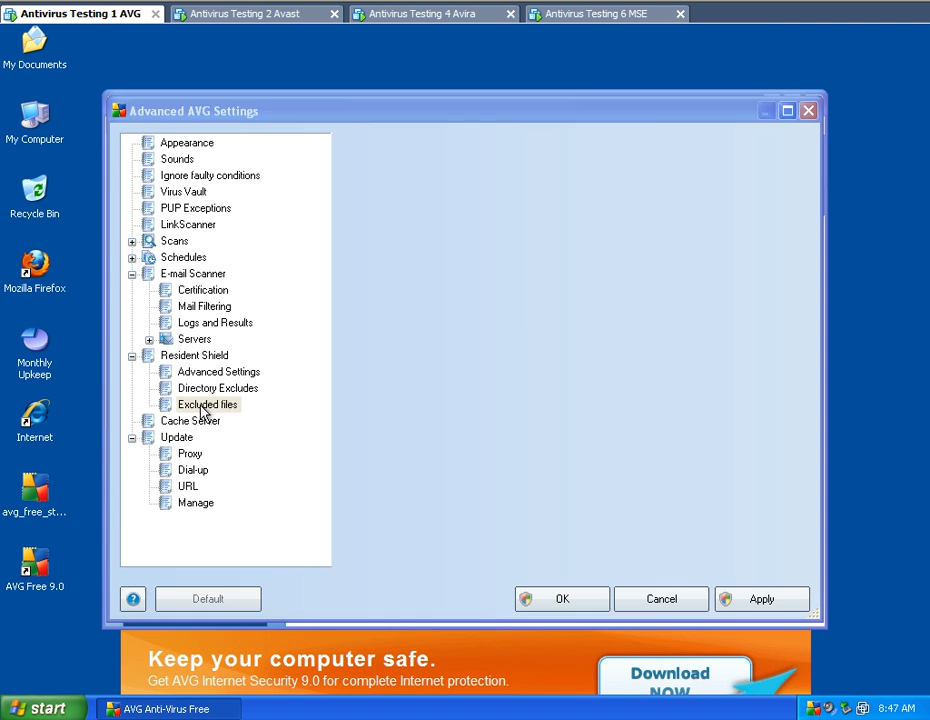 Antivirus Testing 1 AVG
Antivirus Testing 2 Avast
Antivirus Testing 4 Avira
Antivirus Testing 6 MSE
My Documents
My Computer
Recycle Bin
Mozilla Firefox
Monthly
Upkeep
Internet
avg_free_st...
AVG Free 9.0
Advanced AVG Settings
Appearance
Sounds
Ignore faulty conditions
Virus Vault
PUP Exceptions
LinkScanner
Scans
Schedules
E-mail Scanner
Certification
Mail Filtering
Logs and Results
Servers
Resident Shield
Advanced Settings
Directory Excludes
Excluded files
Cache Server
Update
Proxy
Dial-up
URL
Manage
Default
OK
Cancel
Apply
Keep your computer safe.
Get AVG Internet Security 9.0 for complete Internet protection.
Download
NOW
start
AVG Anti-Virus Free
8:47 AM